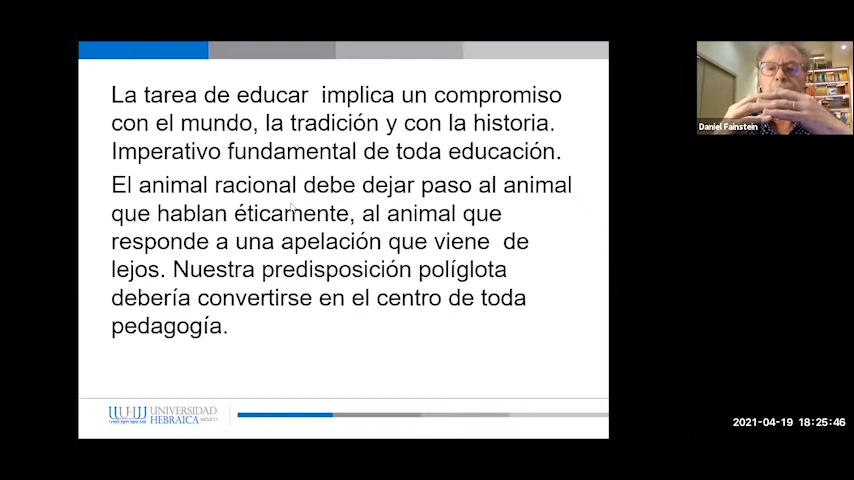 La tarea de educar  implica un compromiso
con el mundo, la tradición y con la historia.
Imperativo fundamental de toda educación.
El animal racional debe dejar paso al animal
que hablan éticamente, al animal que
responde a una apelación que viene  de
lejos. Nuestra predisposición políglota
debería convertirse en el centro de toda
pedagogía.
Daniel Fainstein
UNIVERSIDAD
HEBRAICA MÉXICO
2021-04-19 18:25:46